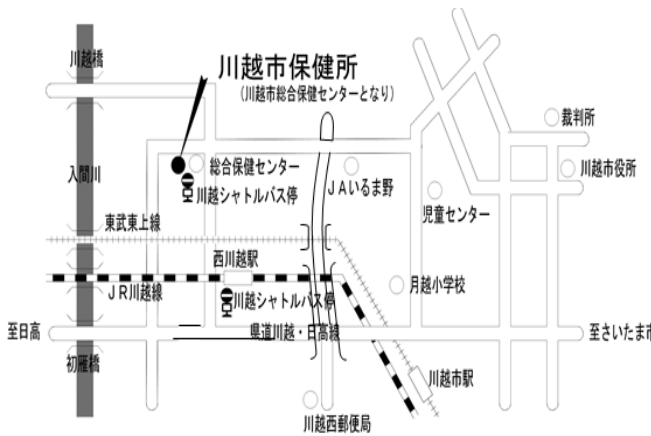 川越橋
川越市保健所
（川越市総合保健センターとなり）
裁判所
入間川
総合保健センター
川越市役所
川越シャトルバス停
ＪＡいるま野
児童センター
東武東上線
西川越駅
ＪＲ川越線
川越シャトルバス停
月越小学校
至日高
県道川越・日高線
至さいたま市
初雁橋
川越市駅
川越西郵便局